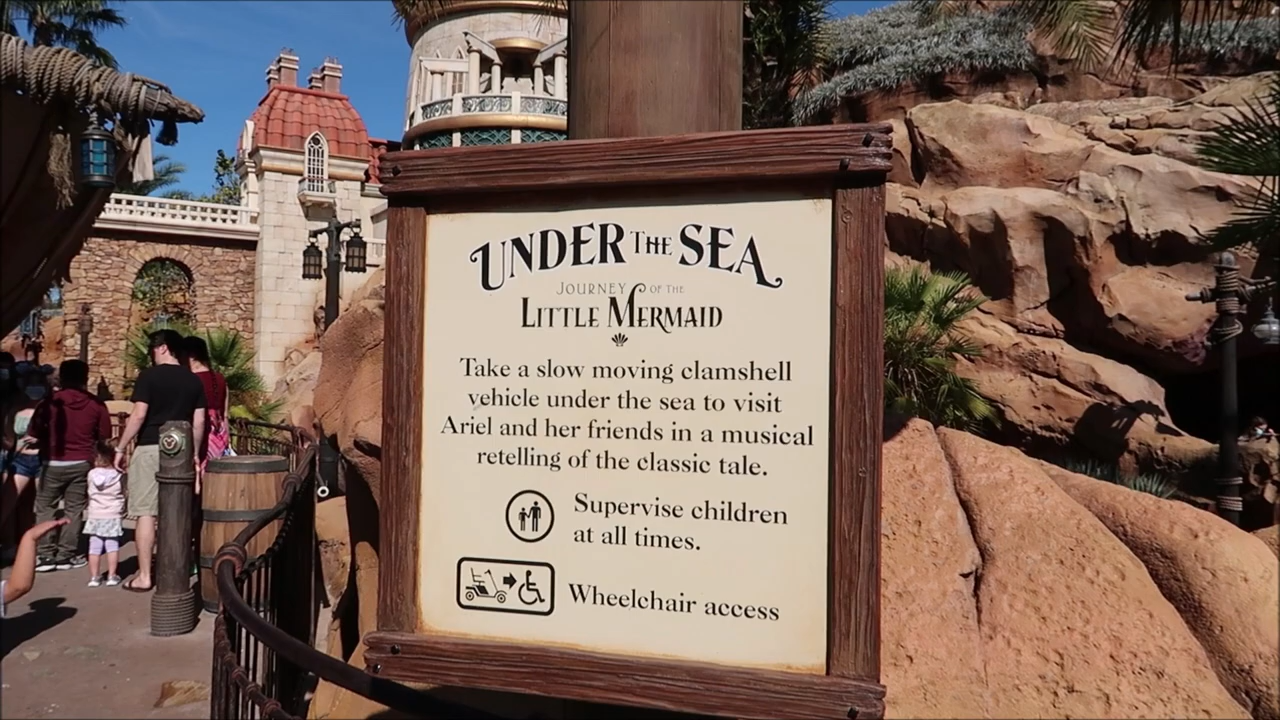 UNDER THE SEA
JOURNEY OF THE
LITTLE MERMAID
Take a slow moving clamshell
vehicle under the sea to visit
Ariel and her friends in a musical
retelling of the classic tale.
Supervise children
at all times.
Wheelchair access